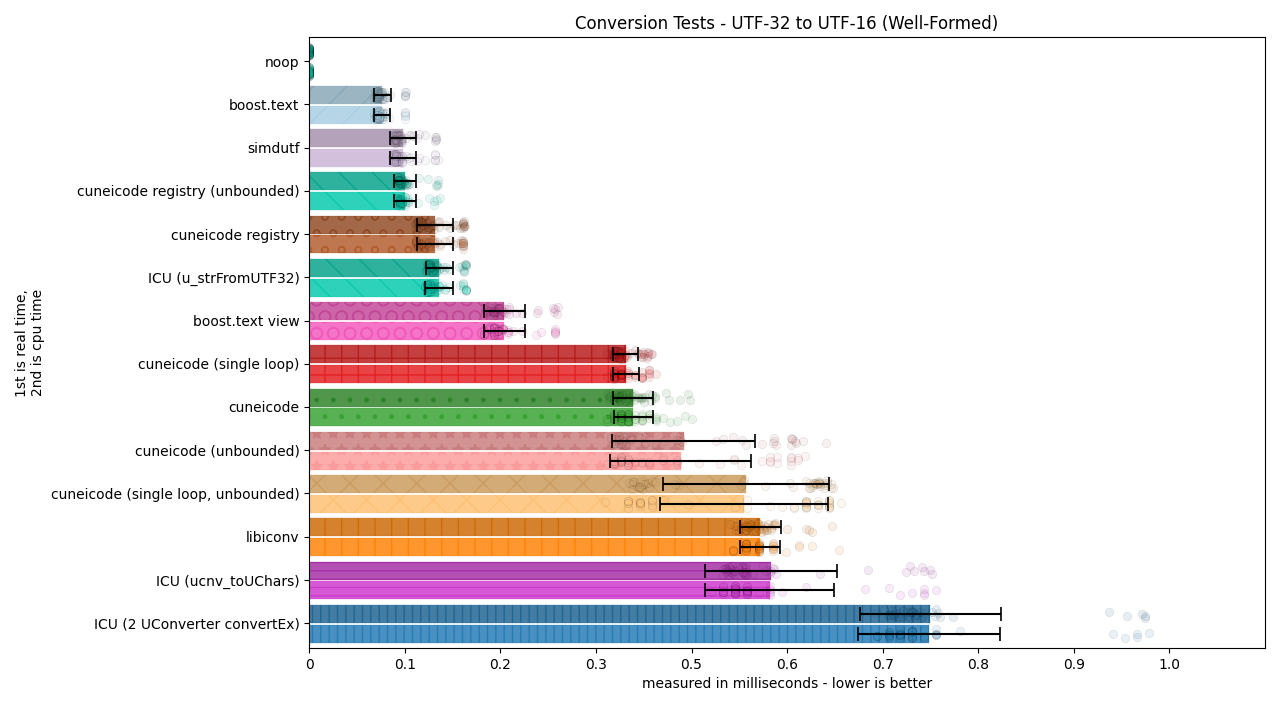 Conversion Tests - UTF-32 to UTF-16 (Well-Formed)
1st is real time,
2nd is cpu time
noop
boost.text
simdutf
cuneicode registry (unbounded)
cuneicode registry
ICU (u_strFromUTF32)
boost.text view
cuneicode (single loop)
cuneicode
cuneicode (unbounded)
cuneicode (single loop, unbounded)
libiconv
ICU (ucnv_toUChars)
ICU (2 UConverter convertEx)
0 0.1 0.2 0.3 0.5 0.6 0.7 0.8 0.9 1.0
measured in milliseconds - lower is better